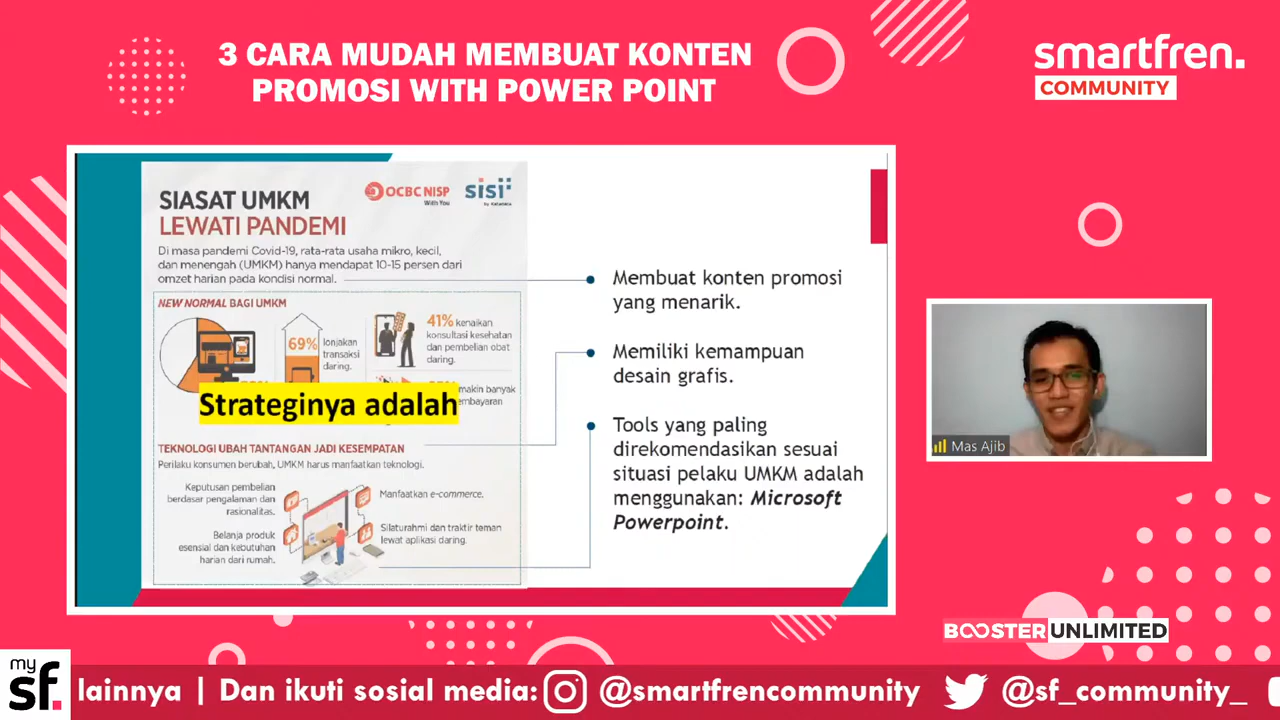 3 CARA MUDAH MEMBUAT KONTEN
PROMOSI WITH POWER POINT
smartfren.
COMMUNITY
SIASAT UMKM
LEWATI PANDEMI
OCBC NISP
With You
sisi
Di masa pandemi Covid-19, rata-rata usaha mikro, kecil,
dan menengah (UMKM) hanya mendapat 10-15 persen dari
omzet harian pada kondisi normal.
NEW NORMAL BAGI UMKM
69%
lonjakan
transaksi
daring.
41% kenaikan
konsultasi kesehatan
dan pembelian obat
daring.
makin banyak
Strateginya adalah
TEKNOLOGI UBAH TANTANGAN JADI KESEMPATAN
Perilaku konsumen berubah, UMKM harus manfaatkan teknologi.
Keputusan pembelian
berdasar pengalaman dan
rasionalitas.
Belanja produk
esensial dan kebutuhan
harian dari rumah.
Manfaatkan e-commerce.
Silaturahmi dan traktir teman
lewat aplikasi daring.
Membuat konten promosi
yang menarik.
Memiliki kemampuan
desain grafis.
Tools yang paling
direkomendasikan sesuai
situasi pelaku UMKM adalah
menggunakan: Microsoft
Powerpoint.
Mas Ajib
BOOSTER UNLIMITED
my
sf.
lainnya | Dan ikuti sosial media: @smartfrencommunity @sf_community_